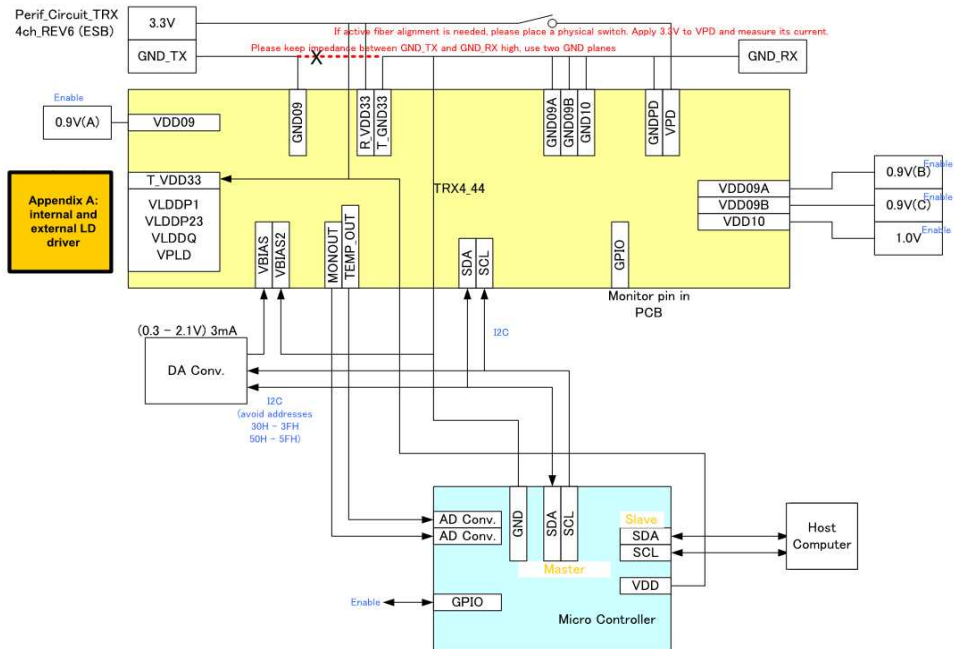 Perif_Circuit_TRX
4ch_REV6 (ESB)
3.3V
GND_TX
If active fiber alignment is needed, please place a physical switch. Apply 3.3V to VPD and measure its current.
Please keep impedance between GND_TX and GND_RX high, use two GND planes
X
GND_RX
Enable
0.9V(A)
VDD09
GND09
R_VDD33
T_GND33
GND09A
GND09B
GND10
GNDPD
VPD
Appendix A:
internal and
external LD
driver
T_VDD33
VLDDP1
VLDDP23
VLDDQ
VPLD
TRX4_44
VDD09A
VDD09B
VDD10
Enable
0.9V(B)
Enable
0.9V(C)
Enable
1.0V
VBIAS
VBIAS2
MONOUT
TEMP_OUT
SDA
SCL
GPIO
Monitor pin in
PCB
(0.3 - 2.1V) 3mA
DA Conv.
I2C
I2C
(avoid addresses
30H - 3FH
50H - 5FH)
AD Conv.
AD Conv.
GND
SDA
SCL
Master
Slave
SDA
SCL
VDD
Host
Computer
Enable
GPIO
Micro Controller